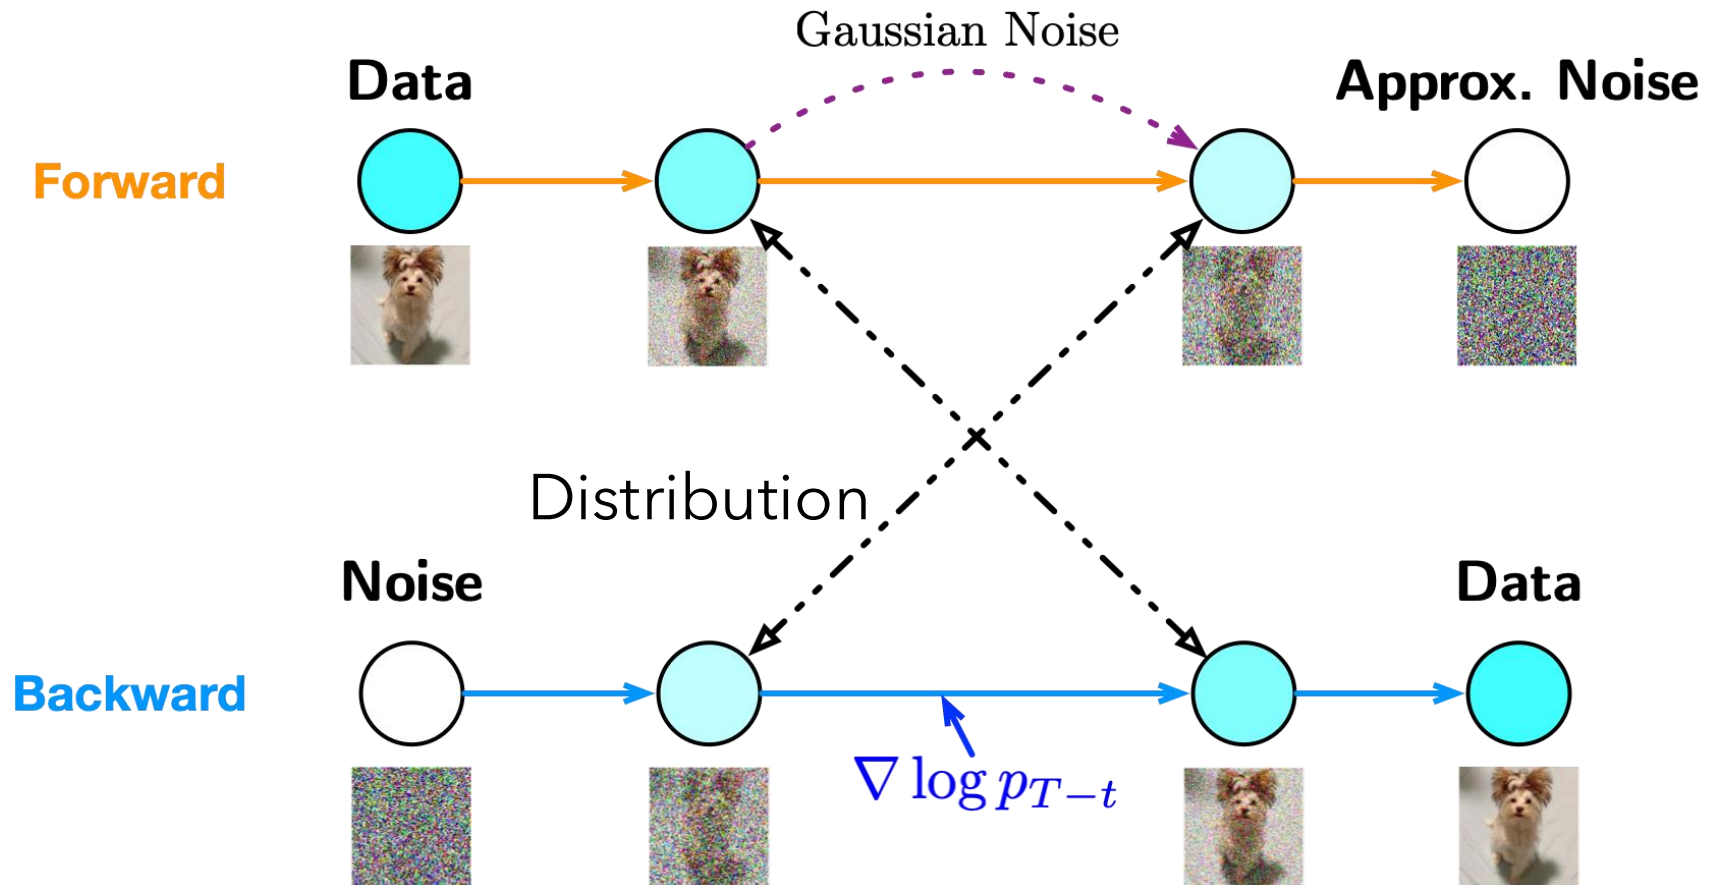 Gaussian Noise
Data
Approx. Noise
Forward
Distribution
Noise
Data
Backward
∇ log p_{T−t}